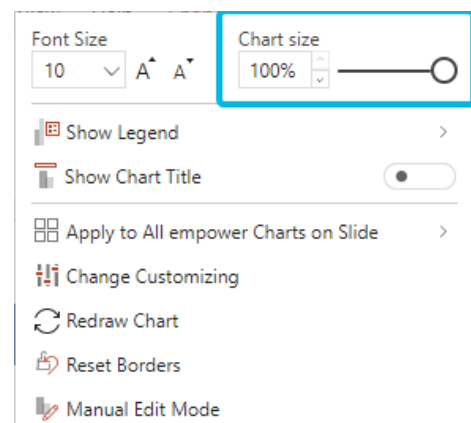 Font Size
Chart size
10
A A
100%
Show Legend
Show Chart Title
Apply to All empower Charts on Slide
Change Customizing
Redraw Chart
Reset Borders
Manual Edit Mode